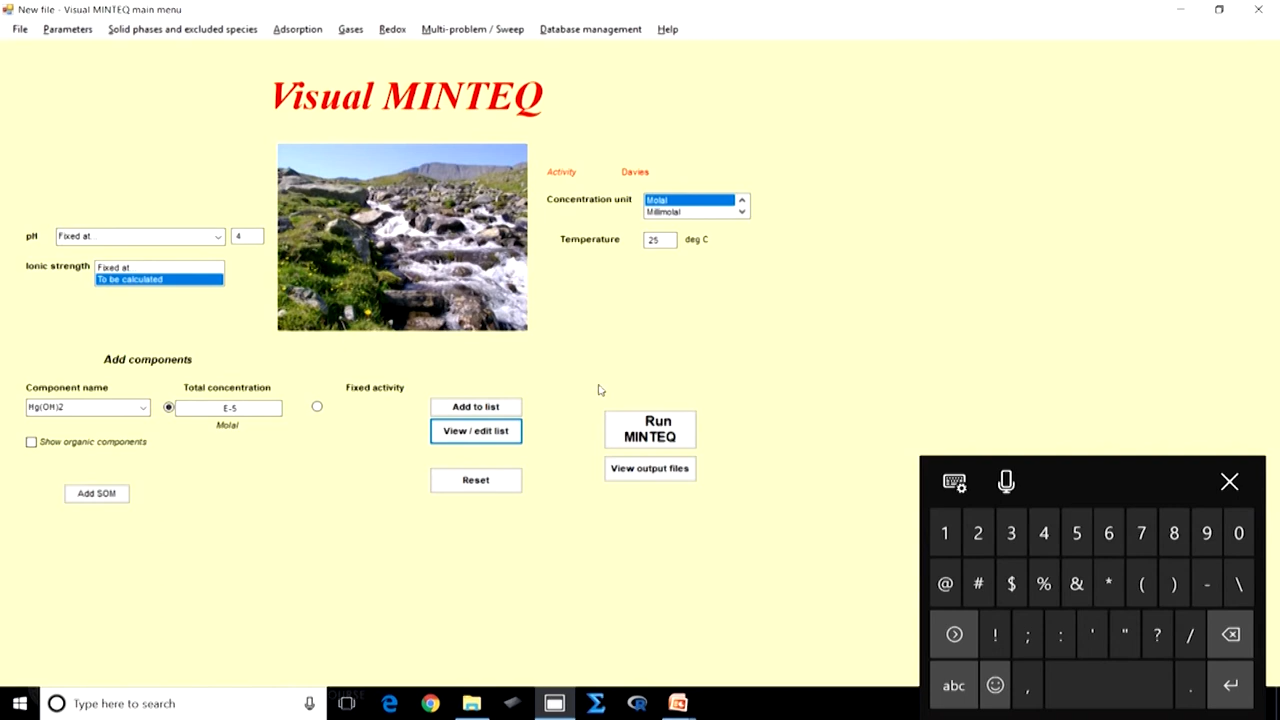 New file - Visual MINTEQ main menu
File Parameters Solid phases and excluded species Adsorption Gases Redox Multi-problem / Sweep Database management Help
Visual MINTEQ
Activity Davies
Concentration unit Molal
Millimolal
pH Fixed at 4
Temperature 25 deg C
Ionic strength Fixed at
To be calculated
Add components
Component name Total concentration Fixed activity
Hg(OH)2 E-5 Add to list
Molal
View / edit list
Run
MINTEQ
Show organic components
View output files
Reset
Add SOM
1 2 3 4 5 6 7 8 9 0
@ # $ % & * ( ) - \
! ; : ' " ? /
abc , .
Type here to search